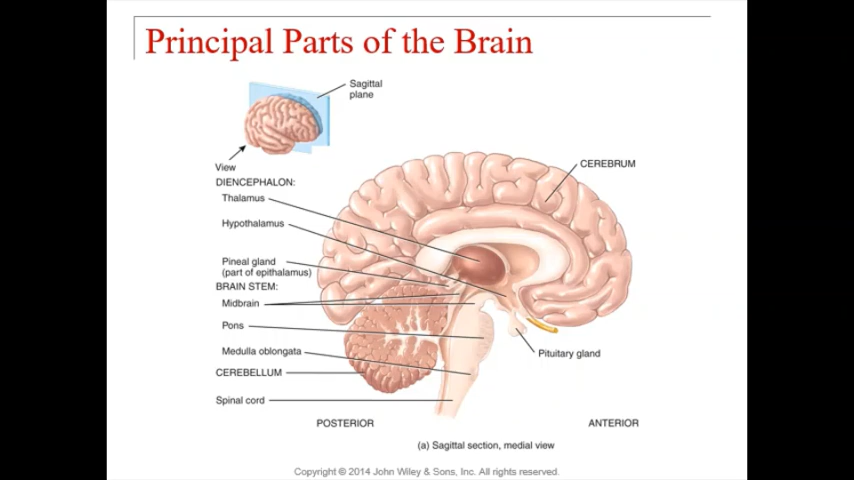 Principal Parts of the Brain
Sagittal
plane
View
DIENCEPHALON:
CEREBRUM
Thalamus
Hypothalamus
Pineal gland
(part of epithalamus)
BRAIN STEM:
Midbrain
Pons
Medulla oblongata
Pituitary gland
CEREBELLUM
Spinal cord
POSTERIOR
ANTERIOR
(a) Sagittal section, medial view
Copyright © 2014 John Wiley & Sons, Inc. All rights reserved.